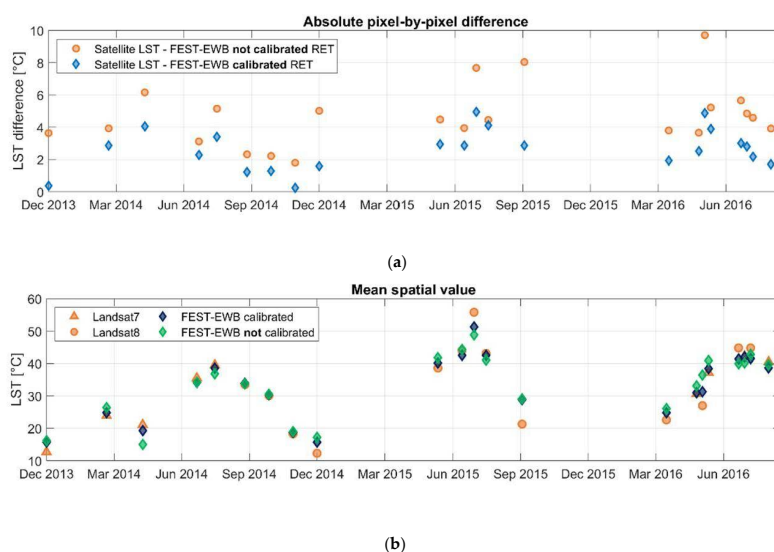 Absolute pixel-by-pixel difference
Satellite LST - FEST-EWB not calibrated RET
Satellite LST - FEST-EWB calibrated RET
LST difference [°C]
10
8
6
4
2
0
Dec 2013 Mar 2014 Jun 2014 Sep 2014 Dec 2014 Mar 2015 Jun 2015 Sep 2015 Dec 2015 Mar 2016 Jun 2016
(a)
Mean spatial value
Landsat7 FEST-EWB calibrated
Landsat8 FEST-EWB not calibrated
LST [°C]
60
50
40
30
20
10
Dec 2013 Mar 2014 Jun 2014 Sep 2014 Dec 2014 Mar 2015 Jun 2015 Sep 2015 Dec 2015 Mar 2016 Jun 2016
(b)